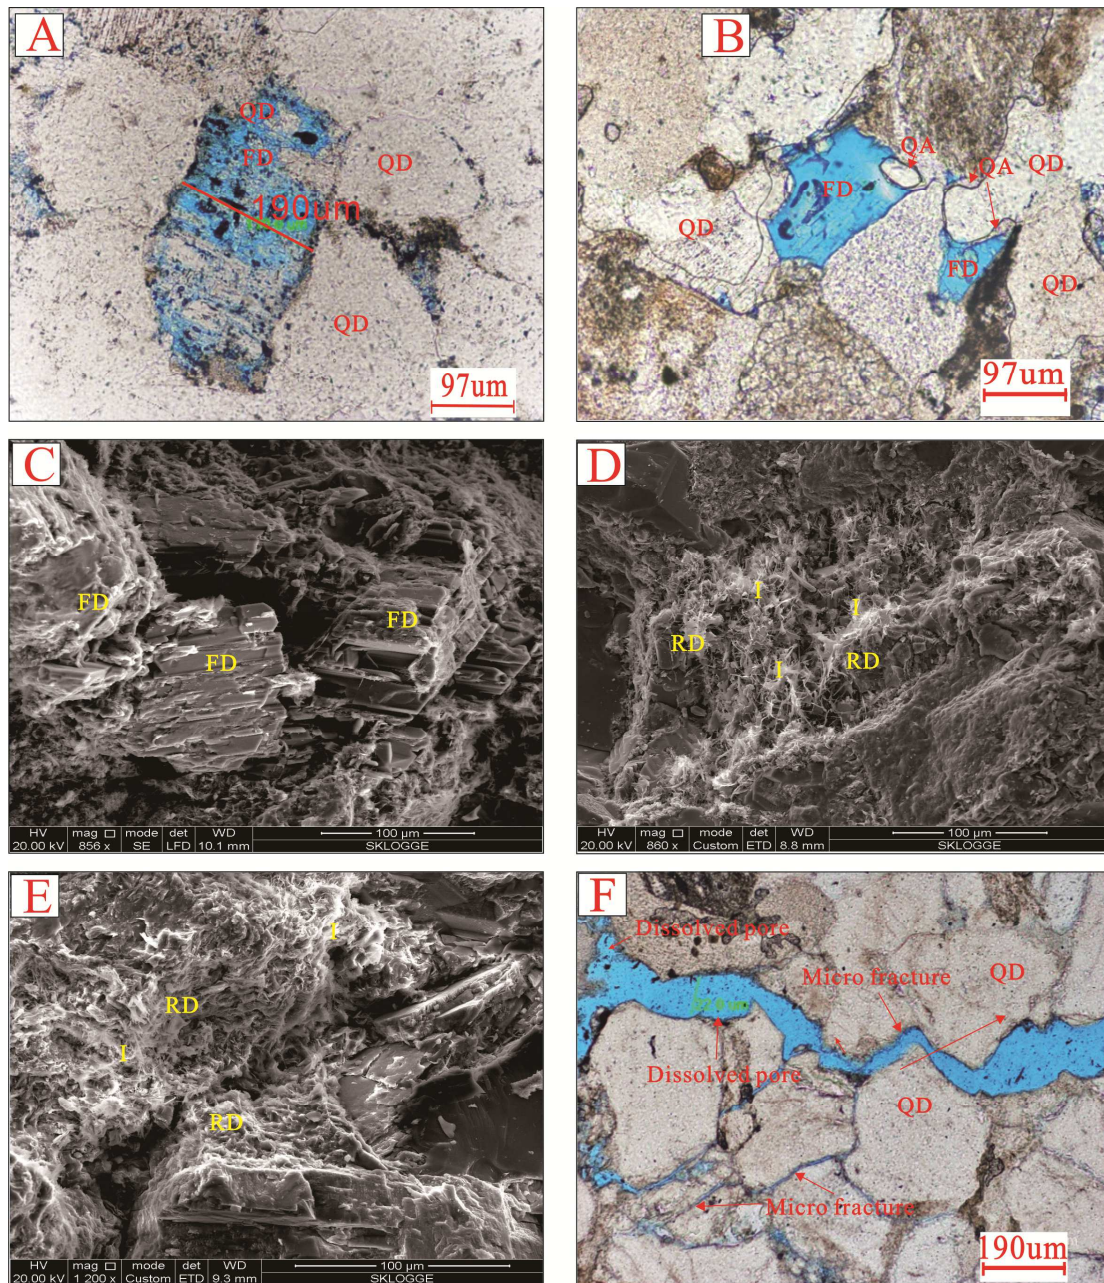 A
QD
FD
QD
190um
QD
97um
B
QA
QA
QD
FD
QD
FD
QD
97um
C
FD
FD
FD
HV mag mode det WD 100 µm
20.00 kV 856 x SE LFD 10.1 mm SKLOGGE
D
I
I
RD
RD
I
HV mag mode det WD 100 µm
20.00 kV 860 x Custom ETD 8.8 mm SKLOGGE
E
I
RD
I
RD
HV mag mode det WD 100 µm
20.00 kV 1 200 x Custom ETD 9.3 mm SKLOGGE
F
Dissolved pore
Micro fracture
QD
Dissolved pore
QD
Micro fracture
190um